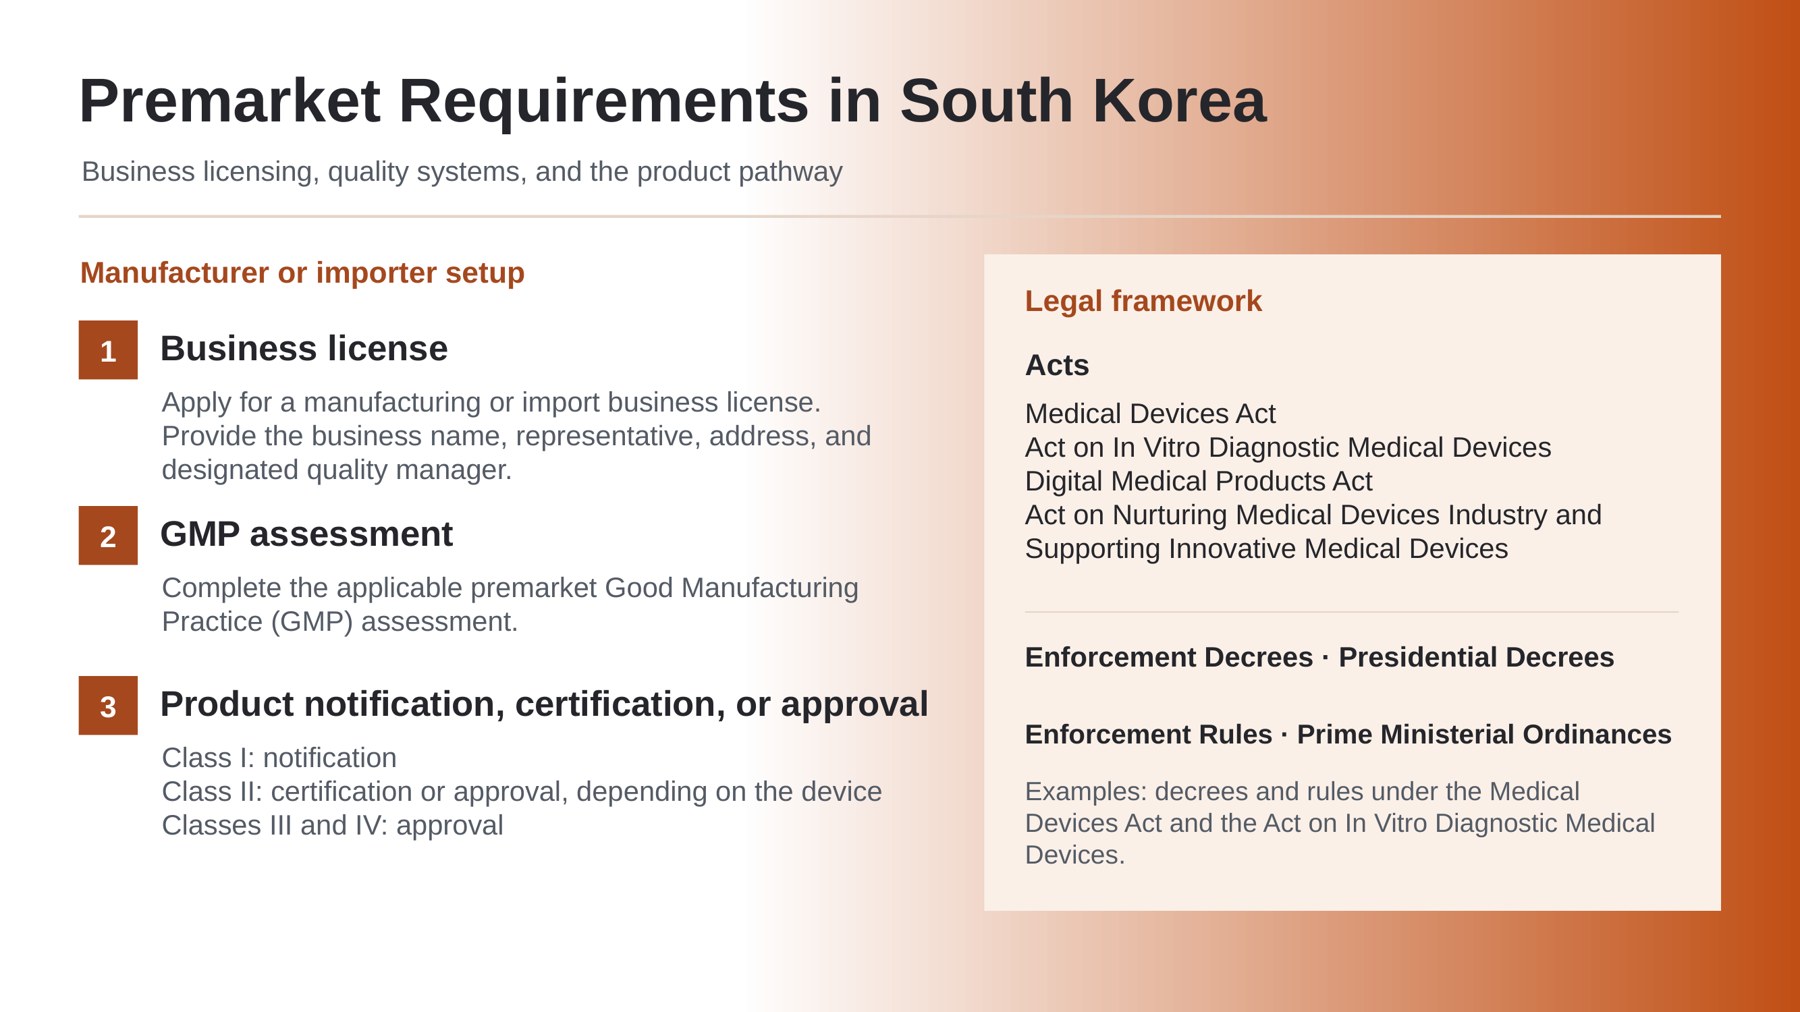 Premarket Requirements in South Korea
Business licensing, quality systems, and the product pathway
Manufacturer or importer setup
1
Business license
Apply for a manufacturing or import business license.
Provide the business name, representative, address, and
designated quality manager.
2
GMP assessment
Complete the applicable premarket Good Manufacturing
Practice (GMP) assessment.
3
Product notification, certification, or approval
Class I: notification
Class II: certification or approval, depending on the device
Classes III and IV: approval
Legal framework
Acts
Medical Devices Act
Act on In Vitro Diagnostic Medical Devices
Digital Medical Products Act
Act on Nurturing Medical Devices Industry and
Supporting Innovative Medical Devices
Enforcement Decrees · Presidential Decrees
Enforcement Rules · Prime Ministerial Ordinances
Examples: decrees and rules under the Medical
Devices Act and the Act on In Vitro Diagnostic Medical
Devices.